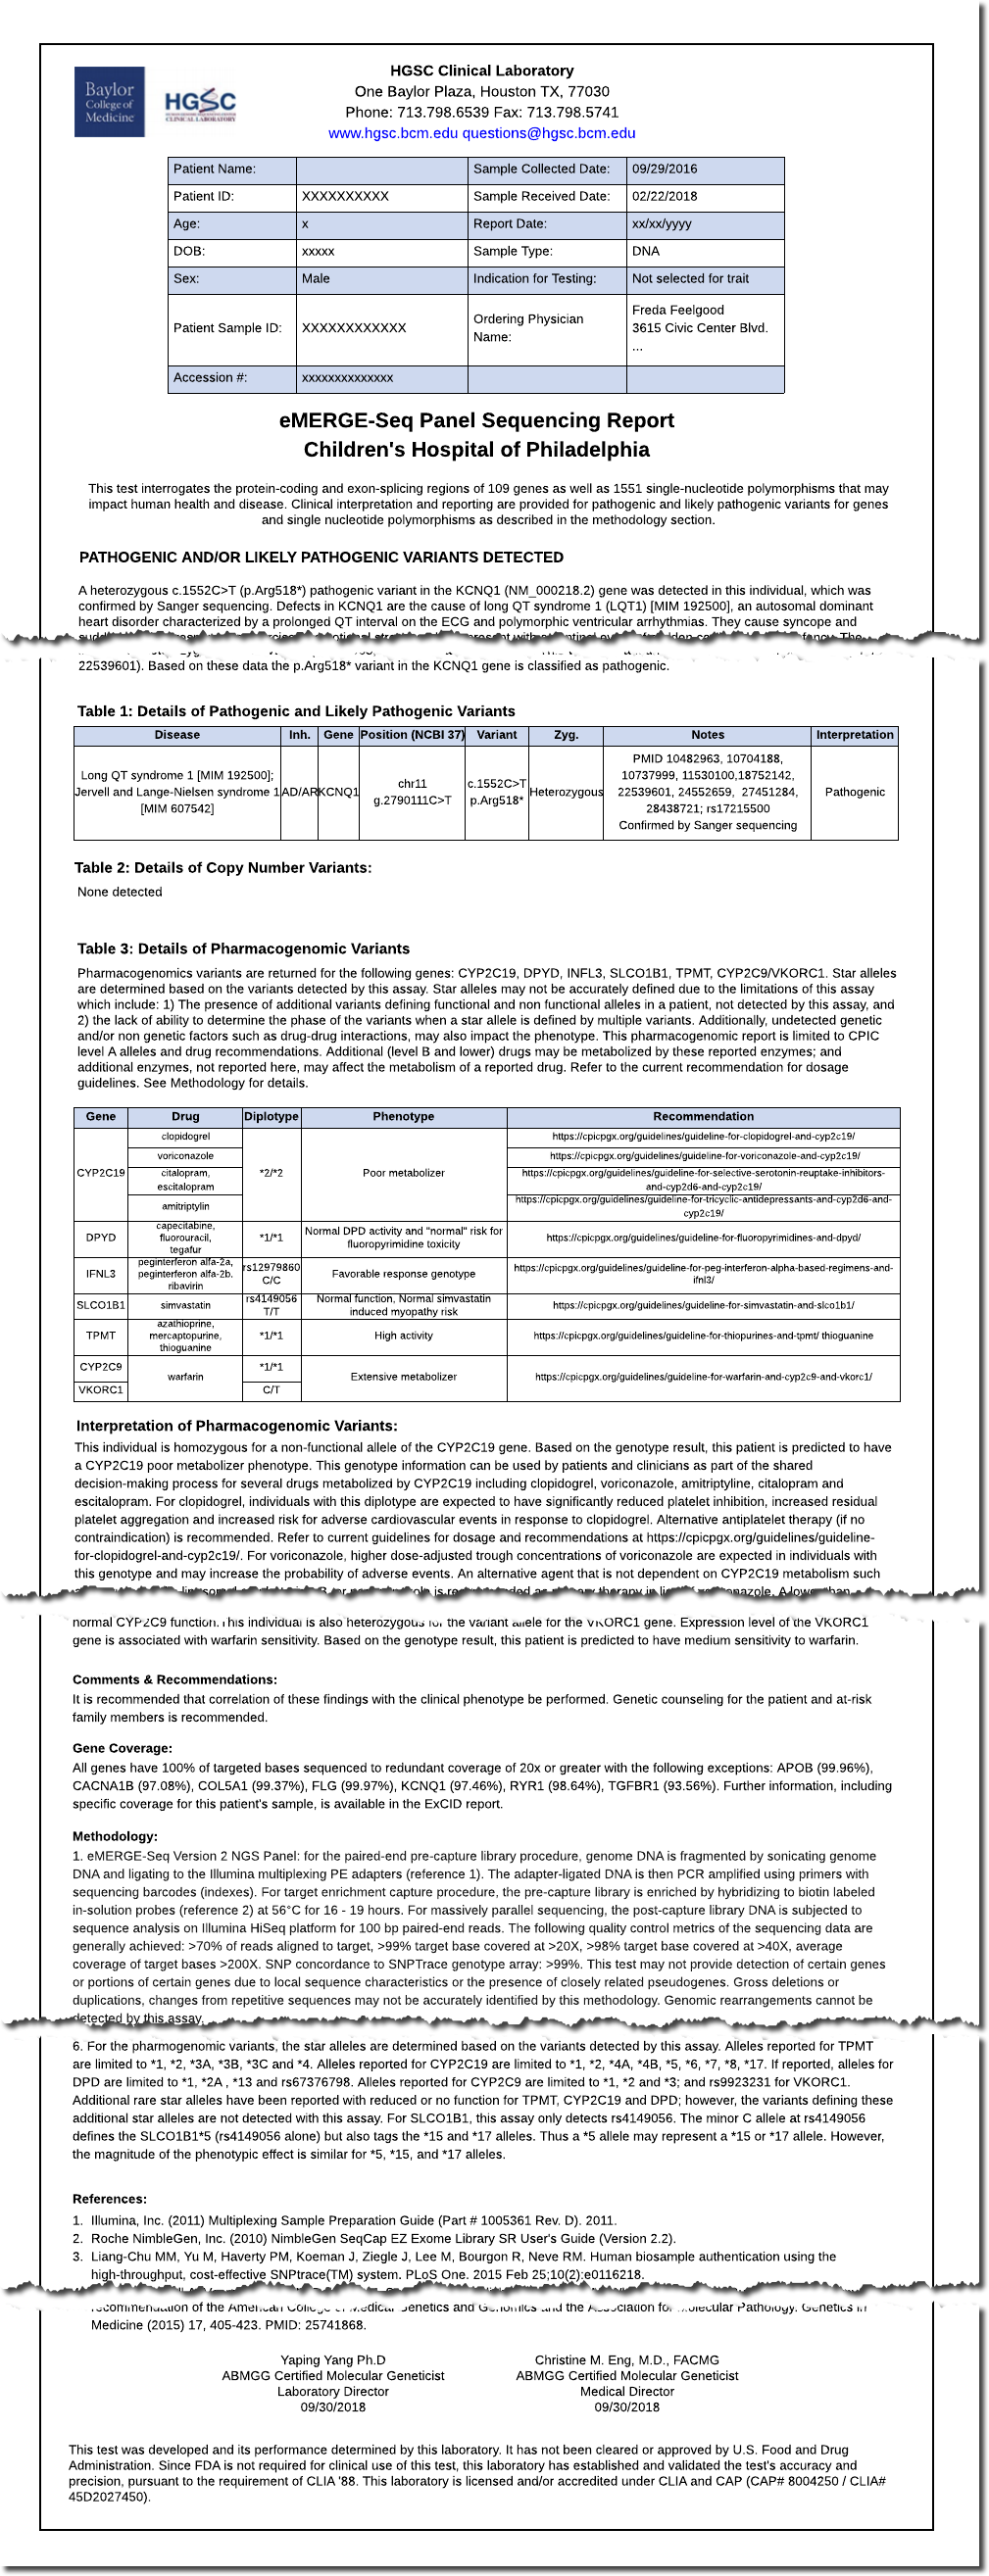 Baylor
College of
Medicine
HGSC
CLINICAL LABORATORY
HGSC Clinical Laboratory
One Baylor Plaza, Houston TX, 77030
Phone: 713.798.6539 Fax: 713.798.5741
www.hgsc.bcm.edu questions@hgsc.bcm.edu
Patient Name: Sample Collected Date: 09/29/2016
Patient ID: XXXXXXXXXX Sample Received Date: 02/22/2018
Age: x Report Date: xx/xx/yyyy
DOB: xxxxx Sample Type: DNA
Sex: Male Indication for Testing: Not selected for trait
Patient Sample ID: XXXXXXXXXXXX Ordering Physician Name: Freda Feelgood
3615 Civic Center Blvd.
...
Accession #: xxxxxxxxxxxxxx
eMERGE-Seq Panel Sequencing Report
Children's Hospital of Philadelphia
This test interrogates the protein-coding and exon-splicing regions of 109 genes as well as 1551 single-nucleotide polymorphisms that may
impact human health and disease. Clinical interpretation and reporting are provided for pathogenic and likely pathogenic variants for genes
and single nucleotide polymorphisms as described in the methodology section.
PATHOGENIC AND/OR LIKELY PATHOGENIC VARIANTS DETECTED
A heterozygous c.1552C>T (p.Arg518*) pathogenic variant in the KCNQ1 (NM_000218.2) gene was detected in this individual, which was
confirmed by Sanger sequencing. Defects in KCNQ1 are the cause of long QT syndrome 1 (LQT1) [MIM 192500], an autosomal dominant
heart disorder characterized by a prolonged QT interval on the ECG and polymorphic ventricular arrhythmias. They cause syncope and
22539601). Based on these data the p.Arg518* variant in the KCNQ1 gene is classified as pathogenic.
Table 1: Details of Pathogenic and Likely Pathogenic Variants
Disease Inh. Gene Position (NCBI 37) Variant Zyg. Notes Interpretation
Long QT syndrome 1 [MIM 192500];
Jervell and Lange-Nielsen syndrome 1
[MIM 607542]
AD/AR
KCNQ1
chr11
g.2790111C>T
c.1552C>T
p.Arg518*
Heterozygous
PMID 10482963, 10704188,
10737999, 11530100,18752142,
22539601, 24552659, 27451284,
28438721; rs17215500
Confirmed by Sanger sequencing
Pathogenic
Table 2: Details of Copy Number Variants:
None detected
Table 3: Details of Pharmacogenomic Variants
Pharmacogenomics variants are returned for the following genes: CYP2C19, DPYD, INFL3, SLCO1B1, TPMT, CYP2C9/VKORC1. Star alleles
are determined based on the variants detected by this assay. Star alleles may not be accurately defined due to the limitations of this assay
which include: 1) The presence of additional variants defining functional and non functional alleles in a patient, not detected by this assay, and
2) the lack of ability to determine the phase of the variants when a star allele is defined by multiple variants. Additionally, undetected genetic
and/or non genetic factors such as drug-drug interactions, may also impact the phenotype. This pharmacogenomic report is limited to CPIC
level A alleles and drug recommendations. Additional (level B and lower) drugs may be metabolized by these reported enzymes; and
additional enzymes, not reported here, may affect the metabolism of a reported drug. Refer to the current recommendation for dosage
guidelines. See Methodology for details.
Gene Drug Diplotype Phenotype Recommendation
CYP2C19
clopidogrel
voriconazole
citalopram,
escitalopram
amitriptylin
*2/*2
Poor metabolizer
https://cpicpgx.org/guidelines/guideline-for-clopidogrel-and-cyp2c19/
https://cpicpgx.org/guidelines/guideline-for-voriconazole-and-cyp2c19/
https://cpicpgx.org/guidelines/guideline-for-selective-serotonin-reuptake-inhibitors-
and-cyp2d6-and-cyp2c19/
https://cpicpgx.org/guidelines/guideline-for-tricyclic-antidepressants-and-cyp2d6-and-
cyp2c19/
DPYD
capecitabine,
fluorouracil,
tegafur
*1/*1
Normal DPD activity and "normal" risk for
fluoropyrimidine toxicity
https://cpicpgx.org/guidelines/guideline-for-fluoropyrimidines-and-dpyd/
IFNL3
peginterferon alfa-2a,
peginterferon alfa-2b.
ribavirin
rs12979860
C/C
Favorable response genotype
https://cpicpgx.org/guidelines/guideline-for-peg-interferon-alpha-based-regimens-and-
ifnl3/
SLCO1B1
simvastatin
rs4149056
T/T
Normal function, Normal simvastatin
induced myopathy risk
https://cpicpgx.org/guidelines/guideline-for-simvastatin-and-slco1b1/
TPMT
azathioprine,
mercaptopurine,
thioguanine
*1/*1
High activity
https://cpicpgx.org/guidelines/guideline-for-thiopurines-and-tpmt/ thioguanine
CYP2C9
VKORC1
warfarin
*1/*1
C/T
Extensive metabolizer
https://cpicpgx.org/guidelines/guideline-for-warfarin-and-cyp2c9-and-vkorc1/
Interpretation of Pharmacogenomic Variants:
This individual is homozygous for a non-functional allele of the CYP2C19 gene. Based on the genotype result, this patient is predicted to have
a CYP2C19 poor metabolizer phenotype. This genotype information can be used by patients and clinicians as part of the shared
decision-making process for several drugs metabolized by CYP2C19 including clopidogrel, voriconazole, amitriptyline, citalopram and
escitalopram. For clopidogrel, individuals with this diplotype are expected to have significantly reduced platelet inhibition, increased residual
platelet aggregation and increased risk for adverse cardiovascular events in response to clopidogrel. Alternative antiplatelet therapy (if no
contraindication) is recommended. Refer to current guidelines for dosage and recommendations at https://cpicpgx.org/guidelines/guideline-
for-clopidogrel-and-cyp2c19/. For voriconazole, higher dose-adjusted trough concentrations of voriconazole are expected in individuals with
this genotype and may increase the probability of adverse events. An alternative agent that is not dependent on CYP2C19 metabolism such
normal CYP2C9 function.This individual is also heterozygous for the variant allele for the VKORC1 gene. Expression level of the VKORC1
gene is associated with warfarin sensitivity. Based on the genotype result, this patient is predicted to have medium sensitivity to warfarin.
Comments & Recommendations:
It is recommended that correlation of these findings with the clinical phenotype be performed. Genetic counseling for the patient and at-risk
family members is recommended.
Gene Coverage:
All genes have 100% of targeted bases sequenced to redundant coverage of 20x or greater with the following exceptions: APOB (99.96%),
CACNA1B (97.08%), COL5A1 (99.37%), FLG (99.97%), KCNQ1 (97.46%), RYR1 (98.64%), TGFBR1 (93.56%). Further information, including
specific coverage for this patient's sample, is available in the ExCID report.
Methodology:
1. eMERGE-Seq Version 2 NGS Panel: for the paired-end pre-capture library procedure, genome DNA is fragmented by sonicating genome
DNA and ligating to the Illumina multiplexing PE adapters (reference 1). The adapter-ligated DNA is then PCR amplified using primers with
sequencing barcodes (indexes). For target enrichment capture procedure, the pre-capture library is enriched by hybridizing to biotin labeled
in-solution probes (reference 2) at 56°C for 16 - 19 hours. For massively parallel sequencing, the post-capture library DNA is subjected to
sequence analysis on Illumina HiSeq platform for 100 bp paired-end reads. The following quality control metrics of the sequencing data are
generally achieved: >70% of reads aligned to target, >99% target base covered at >20X, >98% target base covered at >40X, average
coverage of target bases >200X. SNP concordance to SNPTrace genotype array: >99%. This test may not provide detection of certain genes
or portions of certain genes due to local sequence characteristics or the presence of closely related pseudogenes. Gross deletions or
duplications, changes from repetitive sequences may not be accurately identified by this methodology. Genomic rearrangements cannot be
detected by this assay.
6. For the pharmogenomic variants, the star alleles are determined based on the variants detected by this assay. Alleles reported for TPMT
are limited to *1, *2, *3A, *3B, *3C and *4. Alleles reported for CYP2C19 are limited to *1, *2, *4A, *4B, *5, *6, *7, *8, *17. If reported, alleles for
DPD are limited to *1, *2A , *13 and rs67376798. Alleles reported for CYP2C9 are limited to *1, *2 and *3; and rs9923231 for VKORC1.
Additional rare star alleles have been reported with reduced or no function for TPMT, CYP2C19 and DPD; however, the variants defining these
additional star alleles are not detected with this assay. For SLCO1B1, this assay only detects rs4149056. The minor C allele at rs4149056
defines the SLCO1B1*5 (rs4149056 alone) but also tags the *15 and *17 alleles. Thus a *5 allele may represent a *15 or *17 allele. However,
the magnitude of the phenotypic effect is similar for *5, *15, and *17 alleles.
References:
1. Illumina, Inc. (2011) Multiplexing Sample Preparation Guide (Part # 1005361 Rev. D). 2011.
2. Roche NimbleGen, Inc. (2010) NimbleGen SeqCap EZ Exome Library SR User's Guide (Version 2.2).
3. Liang-Chu MM, Yu M, Haverty PM, Koeman J, Ziegle J, Lee M, Bourgon R, Neve RM. Human biosample authentication using the
high-throughput, cost-effective SNPtrace(TM) system. PLoS One. 2015 Feb 25;10(2):e0116218.
recommendation of the American College of Medical Genetics and Genomics and the Association for Molecular Pathology. Genetics in
Medicine (2015) 17, 405-423. PMID: 25741868.
Yaping Yang Ph.D
ABMGG Certified Molecular Geneticist
Laboratory Director
09/30/2018
Christine M. Eng, M.D., FACMG
ABMGG Certified Molecular Geneticist
Medical Director
09/30/2018
This test was developed and its performance determined by this laboratory. It has not been cleared or approved by U.S. Food and Drug
Administration. Since FDA is not required for clinical use of this test, this laboratory has established and validated the test's accuracy and
precision, pursuant to the requirement of CLIA '88. This laboratory is licensed and/or accredited under CLIA and CAP (CAP# 8004250 / CLIA#
45D2027450).